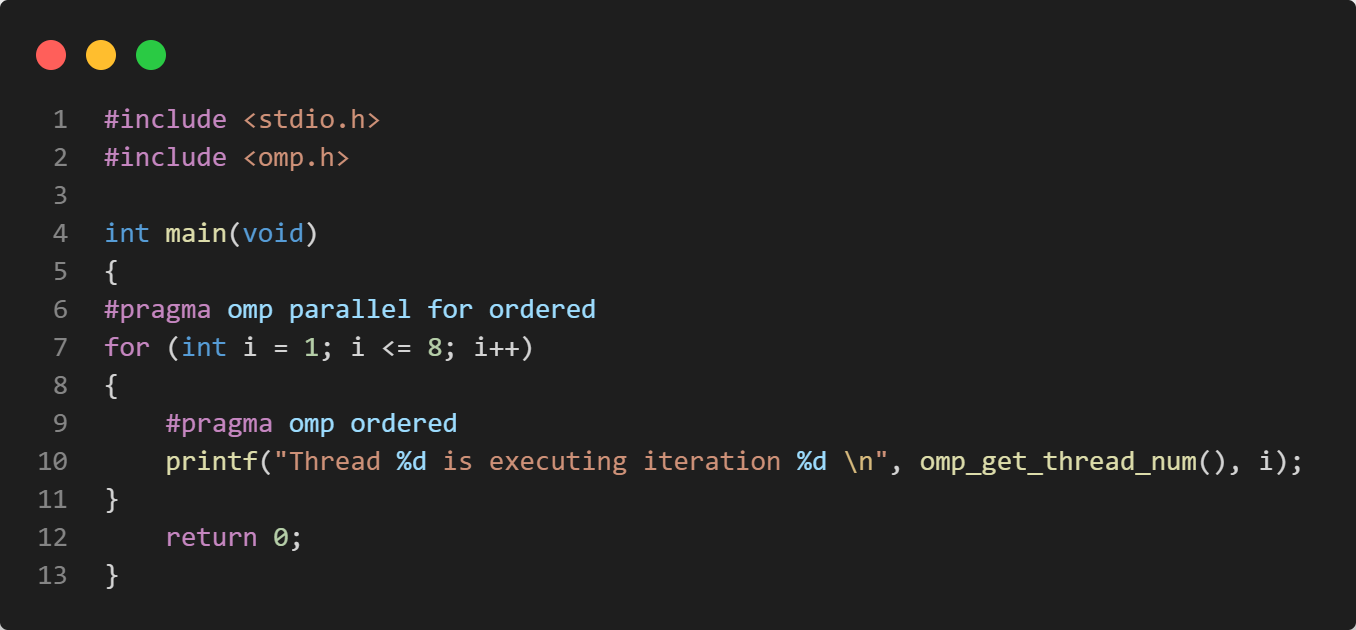 1 #include <stdio.h>
2 #include <omp.h>
3
4 int main(void)
5 {
6 #pragma omp parallel for ordered
7 for (int i = 1; i <= 8; i++)
8 {
9     #pragma omp ordered
10     printf("Thread %d is executing iteration %d \n", omp_get_thread_num(), i);
11 }
12     return 0;
13 }